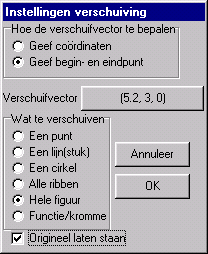 Instellingen verschuiving
Hoe de verschuifvector te bepalen
Geef coördinaten
Geef begin- en eindpunt
Verschuifvector (5.2, 3, 0)
Wat te verschuiven
Een punt
Een lijn(stuk)
Een cirkel
Alle ribben
Hele figuur
Functie/kromme
Annuleer
OK
Origineel laten staan